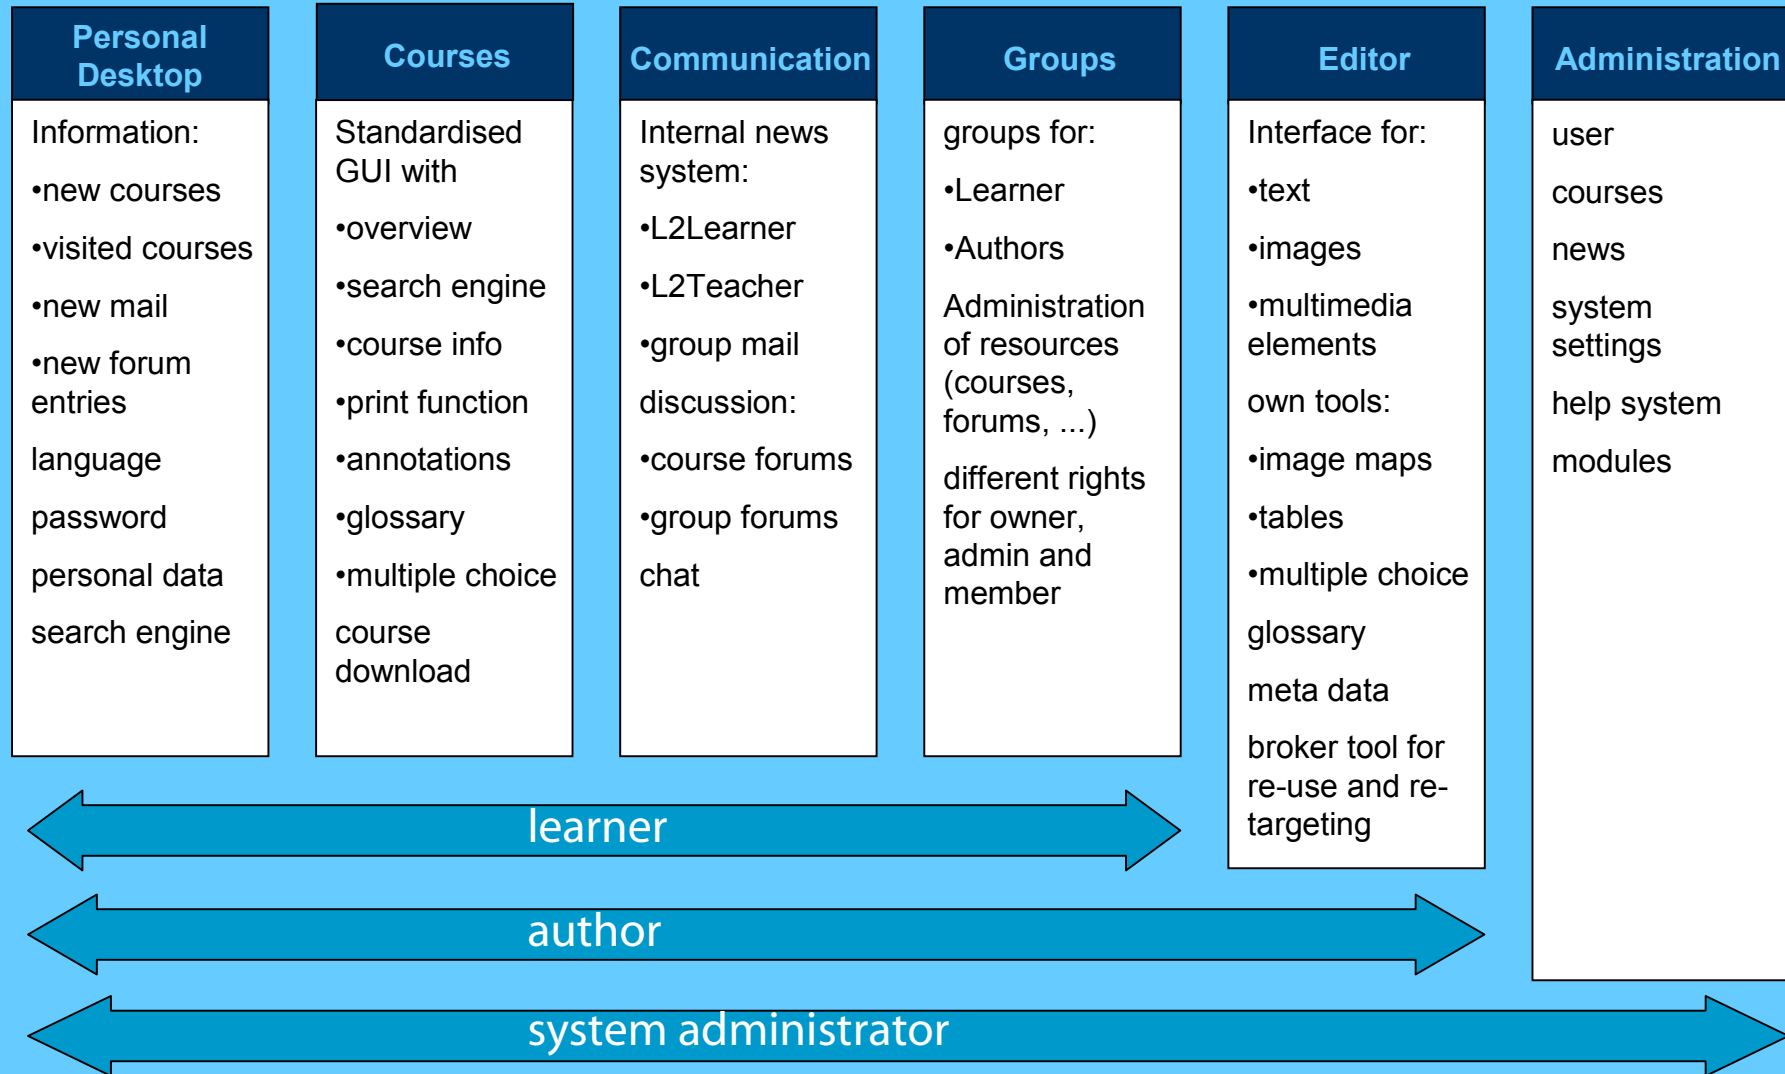 Personal
Desktop
Information:
•new courses
•visited courses
•new mail
•new forum
entries
language
password
personal data
search engine
Courses
Standardised
GUI with
•overview
•search engine
•course info
•print function
•annotations
•glossary
•multiple choice
course
download
Communication
Internal news
system:
•L2Learner
•L2Teacher
•group mail
discussion:
•course forums
•group forums
chat
Groups
groups for:
•Learner
•Authors
Administration
of resources
(courses,
forums, ...)
different rights
for owner,
admin and
member
Editor
Interface for:
•text
•images
•multimedia
elements
own tools:
•image maps
•tables
•multiple choice
glossary
meta data
broker tool for
re-use and re-
targeting
Administration
user
courses
news
system
settings
help system
modules
learner
author
system administrator